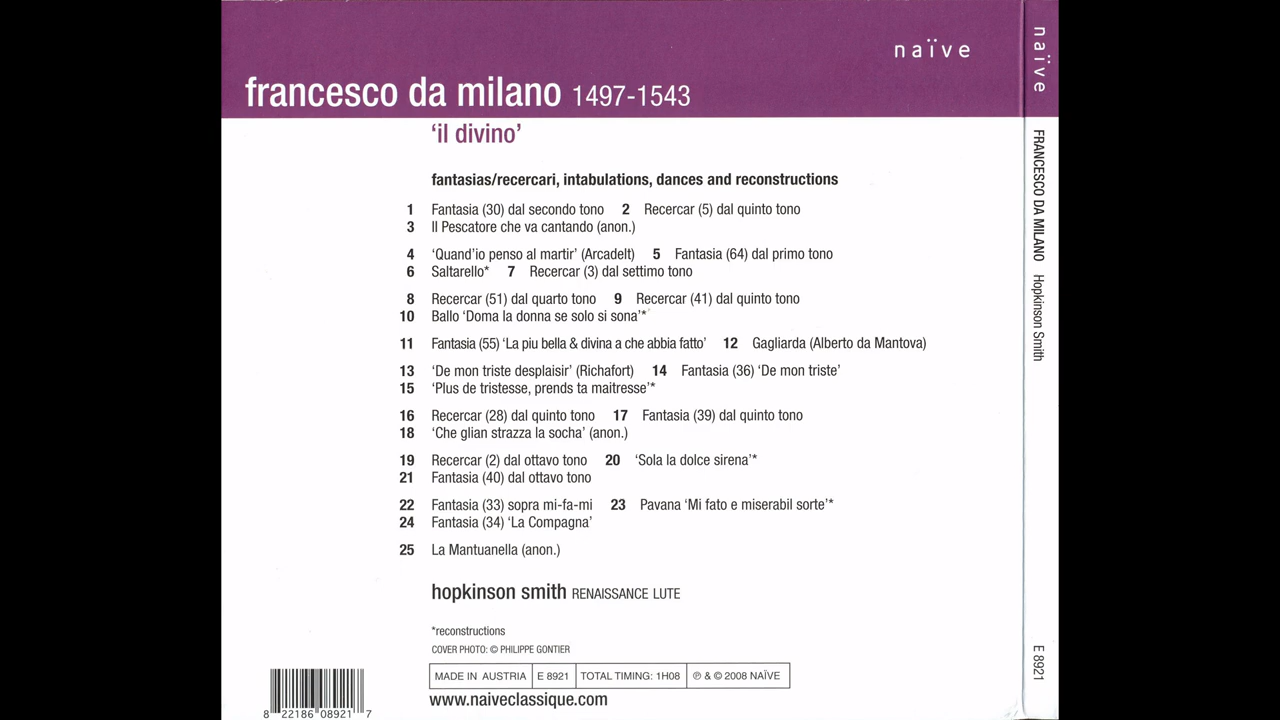 naïve
francesco da milano 1497-1543
'il divino'
fantasias/recercari, intabulations, dances and reconstructions
1 Fantasia (30) dal secondo tono 2 Recercar (5) dal quinto tono
3 Il Pescatore che va cantando (anon.)
4 'Quand'io penso al martir' (Arcadelt) 5 Fantasia (64) dal primo tono
6 Saltarello* 7 Recercar (3) dal settimo tono
8 Recercar (51) dal quarto tono 9 Recercar (41) dal quinto tono
10 Ballo 'Doma la donna se solo si sona'*
11 Fantasia (55) 'La piu bella & divina a che abbia fatto' 12 Gagliarda (Alberto da Mantova)
13 'De mon triste desplaisir' (Richafort) 14 Fantasia (36) 'De mon triste'
15 'Plus de tristesse, prends ta maitresse'*
16 Recercar (28) dal quinto tono 17 Fantasia (39) dal quinto tono
18 'Che glian strazza la socha' (anon.)
19 Recercar (2) dal ottavo tono 20 'Sola la dolce sirena'*
21 Fantasia (40) dal ottavo tono
22 Fantasia (33) sopra mi-fa-mi 23 Pavana 'Mi fato e miserabil sorte'*
24 Fantasia (34) 'La Compagna'
25 La Mantuanella (anon.)
hopkinson smith RENAISSANCE LUTE
*reconstructions
COVER PHOTO: © PHILIPPE GONTIER
MADE IN AUSTRIA E 8921 TOTAL TIMING: 1H08 ℗ & © 2008 NAÏVE
www.naiveclassique.com
8 22186 08921 7
naïve
FRANCESCO DA MILANO Hopkinson Smith
E 8921